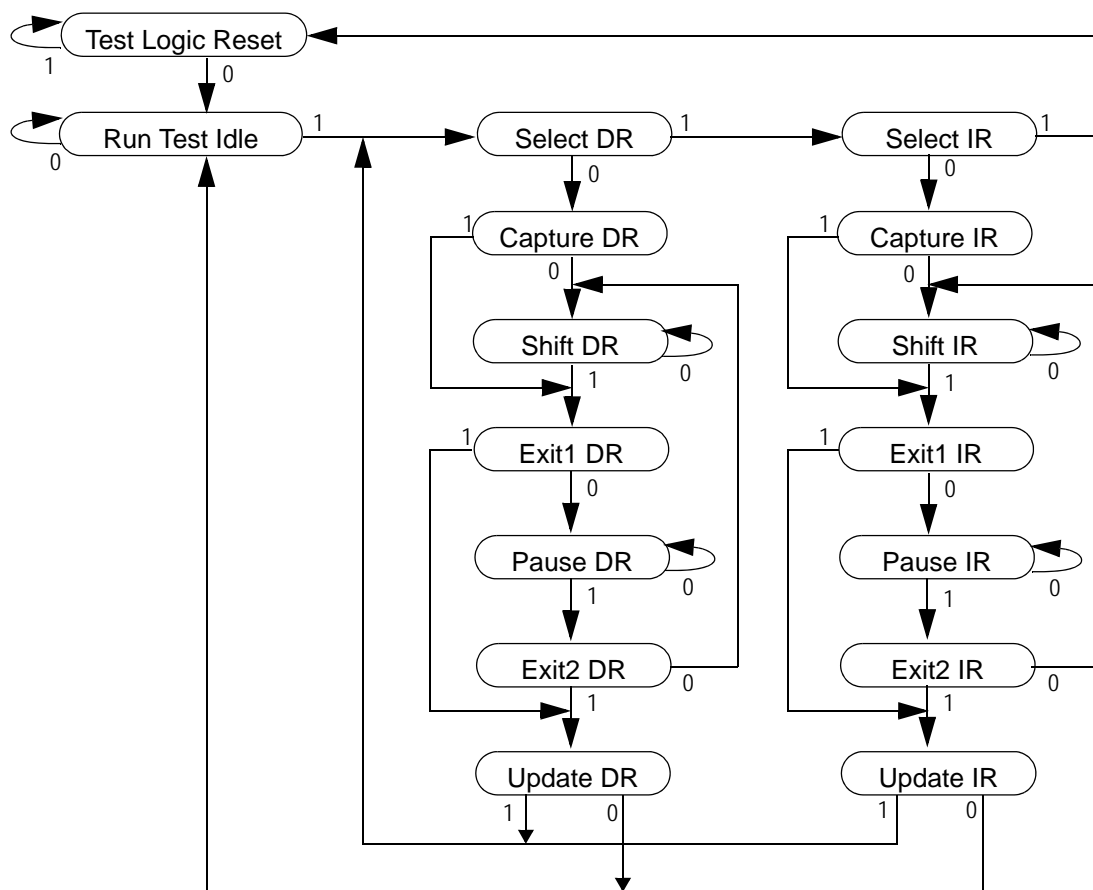 Test Logic Reset
1
0
Run Test Idle
1
Select DR
1
Select IR
1
0
0
0
1
Capture DR
1
Capture IR
0
0
Shift DR
Shift IR
1
0
1
0
1
Exit1 DR
1
Exit1 IR
0
0
Pause DR
Pause IR
1
0
1
0
Exit2 DR
Exit2 IR
0
0
1
1
Update DR
Update IR
1
0
1
0